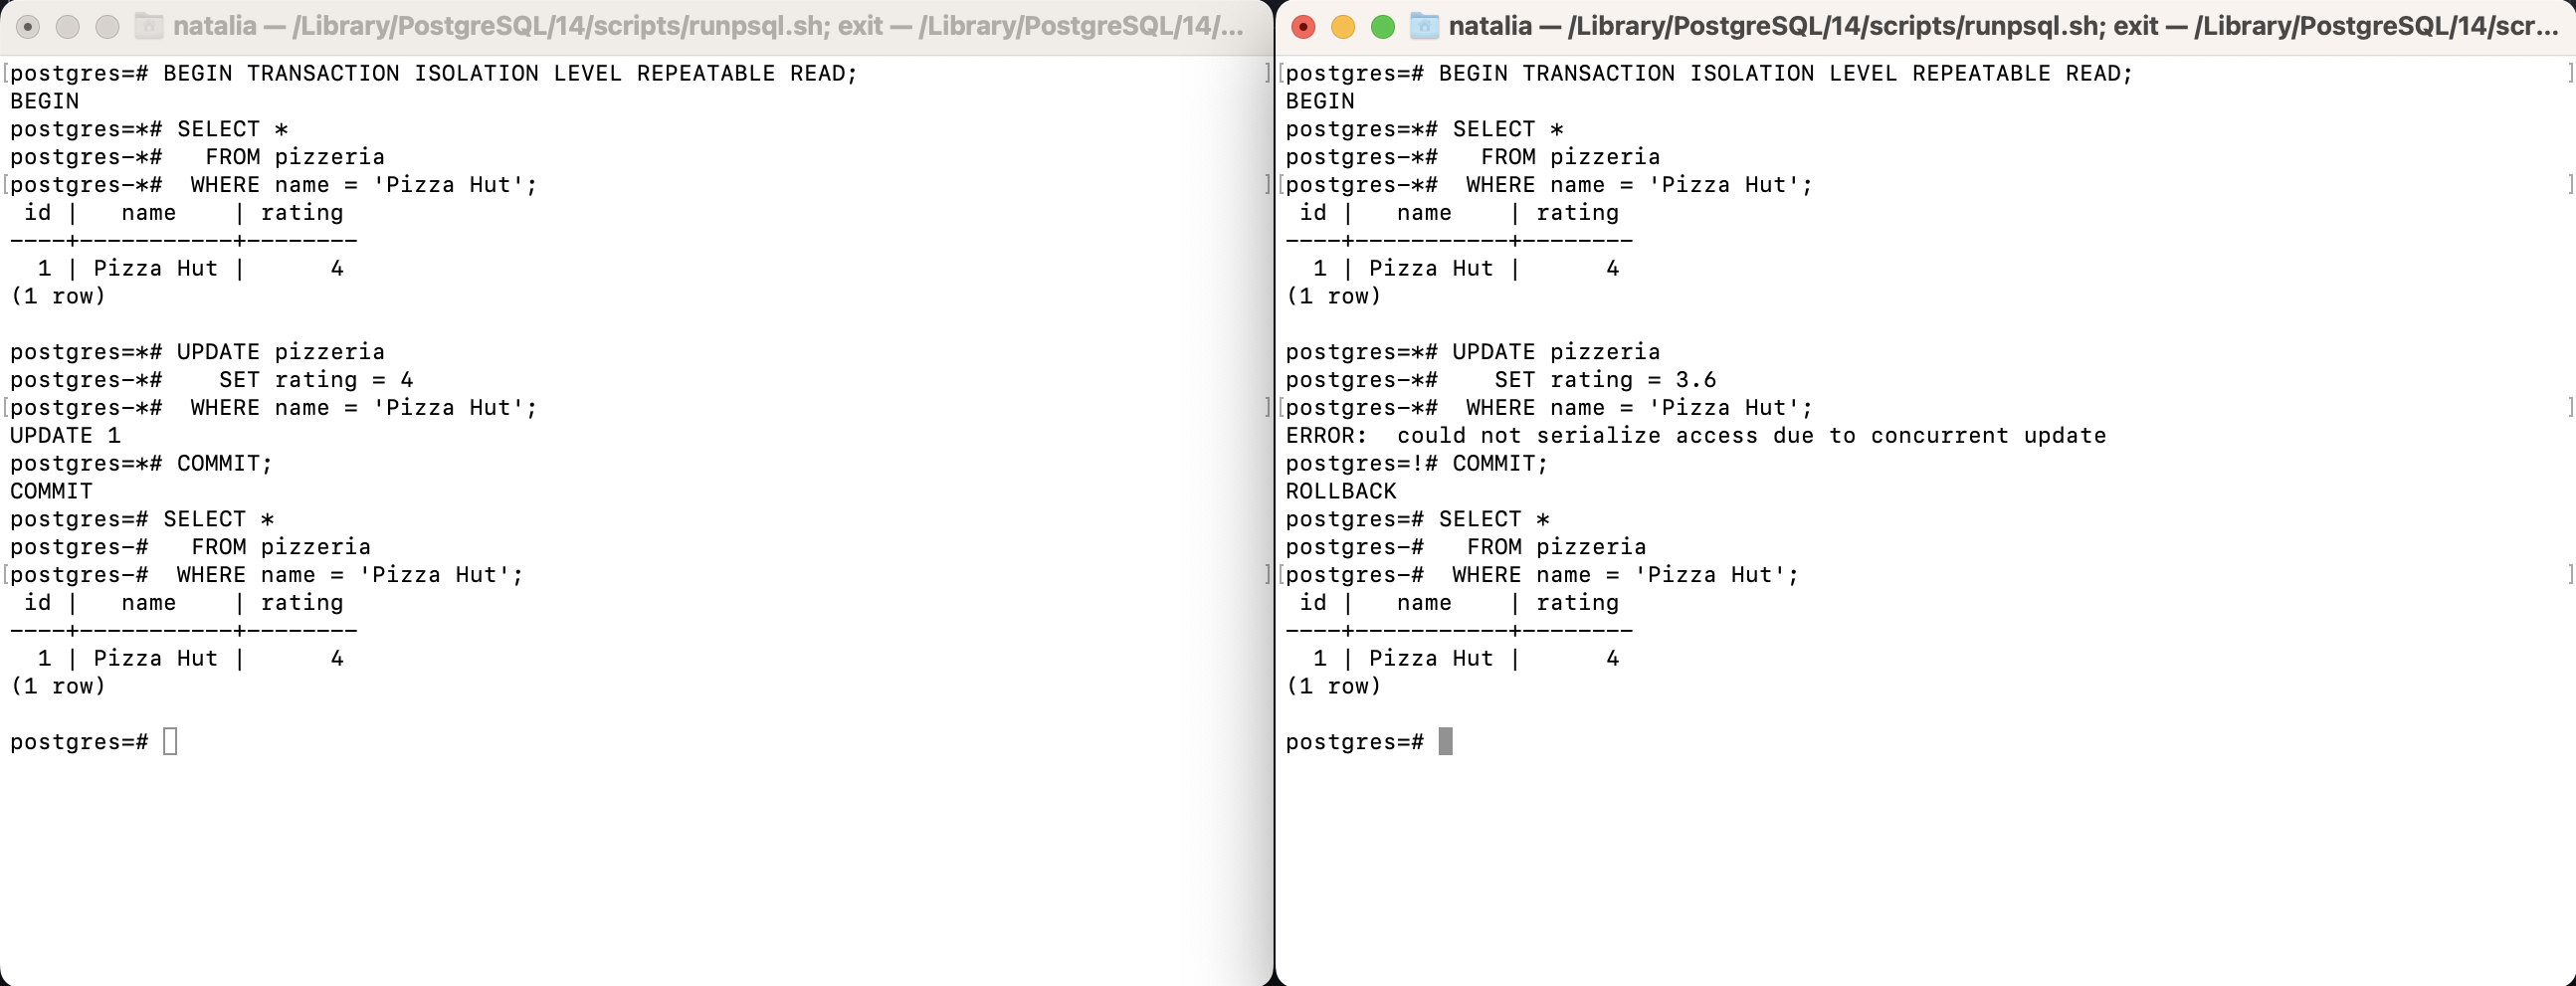 natalia — /Library/PostgreSQL/14/scripts/runpsql.sh; exit — /Library/PostgreSQL/14/...
[postgres=# BEGIN TRANSACTION ISOLATION LEVEL REPEATABLE READ; ]
BEGIN
postgres=*# SELECT *
postgres-*#   FROM pizzeria
[postgres-*#  WHERE name = 'Pizza Hut'; ]
 id |   name    | rating
----+-----------+--------
  1 | Pizza Hut |      4
(1 row)
postgres=*# UPDATE pizzeria
postgres-*#    SET rating = 4
[postgres-*#  WHERE name = 'Pizza Hut'; ]
UPDATE 1
postgres=*# COMMIT;
COMMIT
postgres=# SELECT *
postgres-#   FROM pizzeria
[postgres-#  WHERE name = 'Pizza Hut'; ]
 id |   name    | rating
----+-----------+--------
  1 | Pizza Hut |      4
(1 row)
postgres=#
natalia — /Library/PostgreSQL/14/scripts/runpsql.sh; exit — /Library/PostgreSQL/14/scr...
[postgres=# BEGIN TRANSACTION ISOLATION LEVEL REPEATABLE READ; ]
BEGIN
postgres=*# SELECT *
postgres-*#   FROM pizzeria
[postgres-*#  WHERE name = 'Pizza Hut'; ]
 id |   name    | rating
----+-----------+--------
  1 | Pizza Hut |      4
(1 row)
postgres=*# UPDATE pizzeria
postgres-*#    SET rating = 3.6
[postgres-*#  WHERE name = 'Pizza Hut'; ]
ERROR:  could not serialize access due to concurrent update
postgres=!# COMMIT;
ROLLBACK
postgres=# SELECT *
postgres-#   FROM pizzeria
[postgres-#  WHERE name = 'Pizza Hut'; ]
 id |   name    | rating
----+-----------+--------
  1 | Pizza Hut |      4
(1 row)
postgres=#